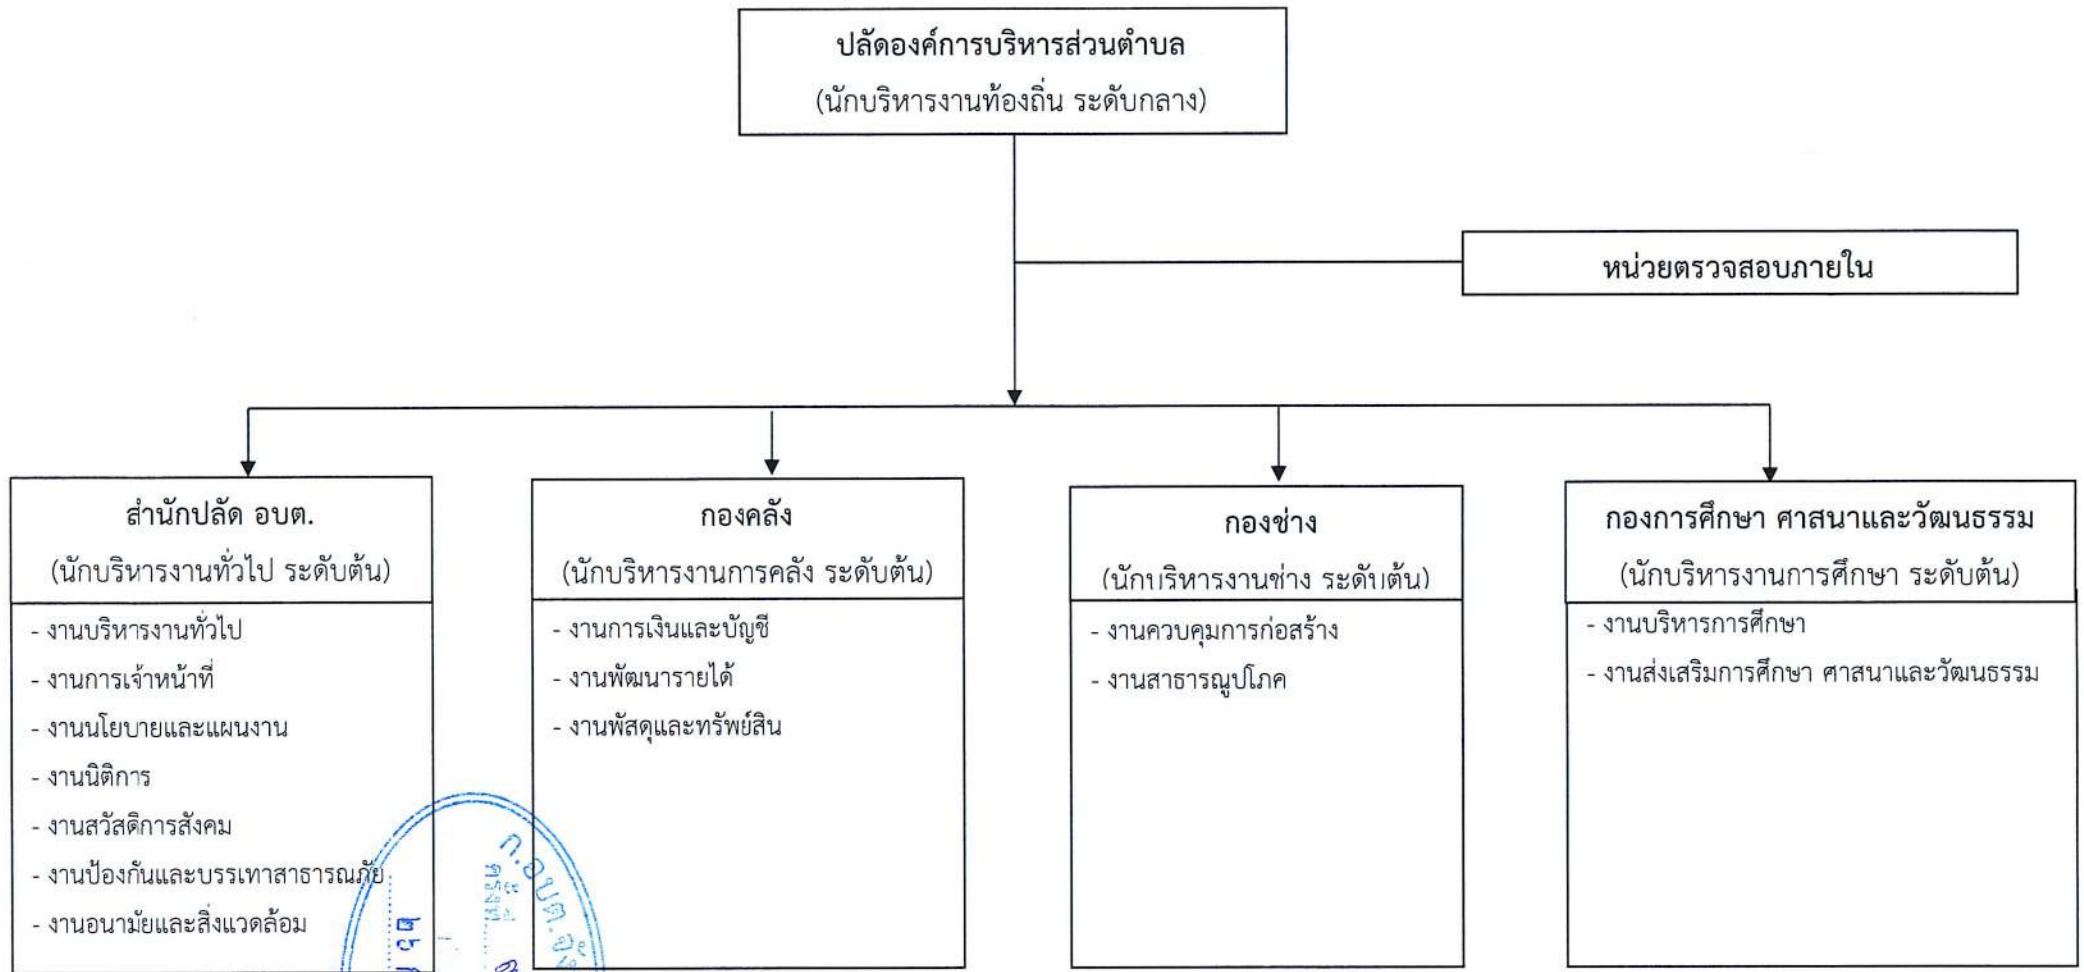 ปลัดองค์การบริหารส่วนตำบล
(นักบริหารงานท้องถิ่น ระดับกลาง)
หน่วยตรวจสอบภายใน
สำนักปลัด อบต.
(นักบริหารงานทั่วไป ระดับต้น)
- งานบริหารงานทั่วไป
- งานการเจ้าหน้าที่
- งานนโยบายและแผนงาน
- งานนิติการ
- งานสวัสดิการสังคม
- งานป้องกันและบรรเทาสาธารณภัย
- งานอนามัยและสิ่งแวดล้อม
กองคลัง
(นักบริหารงานการคลัง ระดับต้น)
- งานการเงินและบัญชี
- งานพัฒนารายได้
- งานพัสดุและทรัพย์สิน
กองช่าง
(นักบริหารงานช่าง ระดับต้น)
- งานควบคุมการก่อสร้าง
- งานสาธารณูปโภค
กองการศึกษา ศาสนาและวัฒนธรรม
(นักบริหารงานการศึกษา ระดับต้น)
- งานบริหารการศึกษา
- งานส่งเสริมการศึกษา ศาสนาและวัฒนธรรม
ก.อบต.
ครั้งที่
๒๖